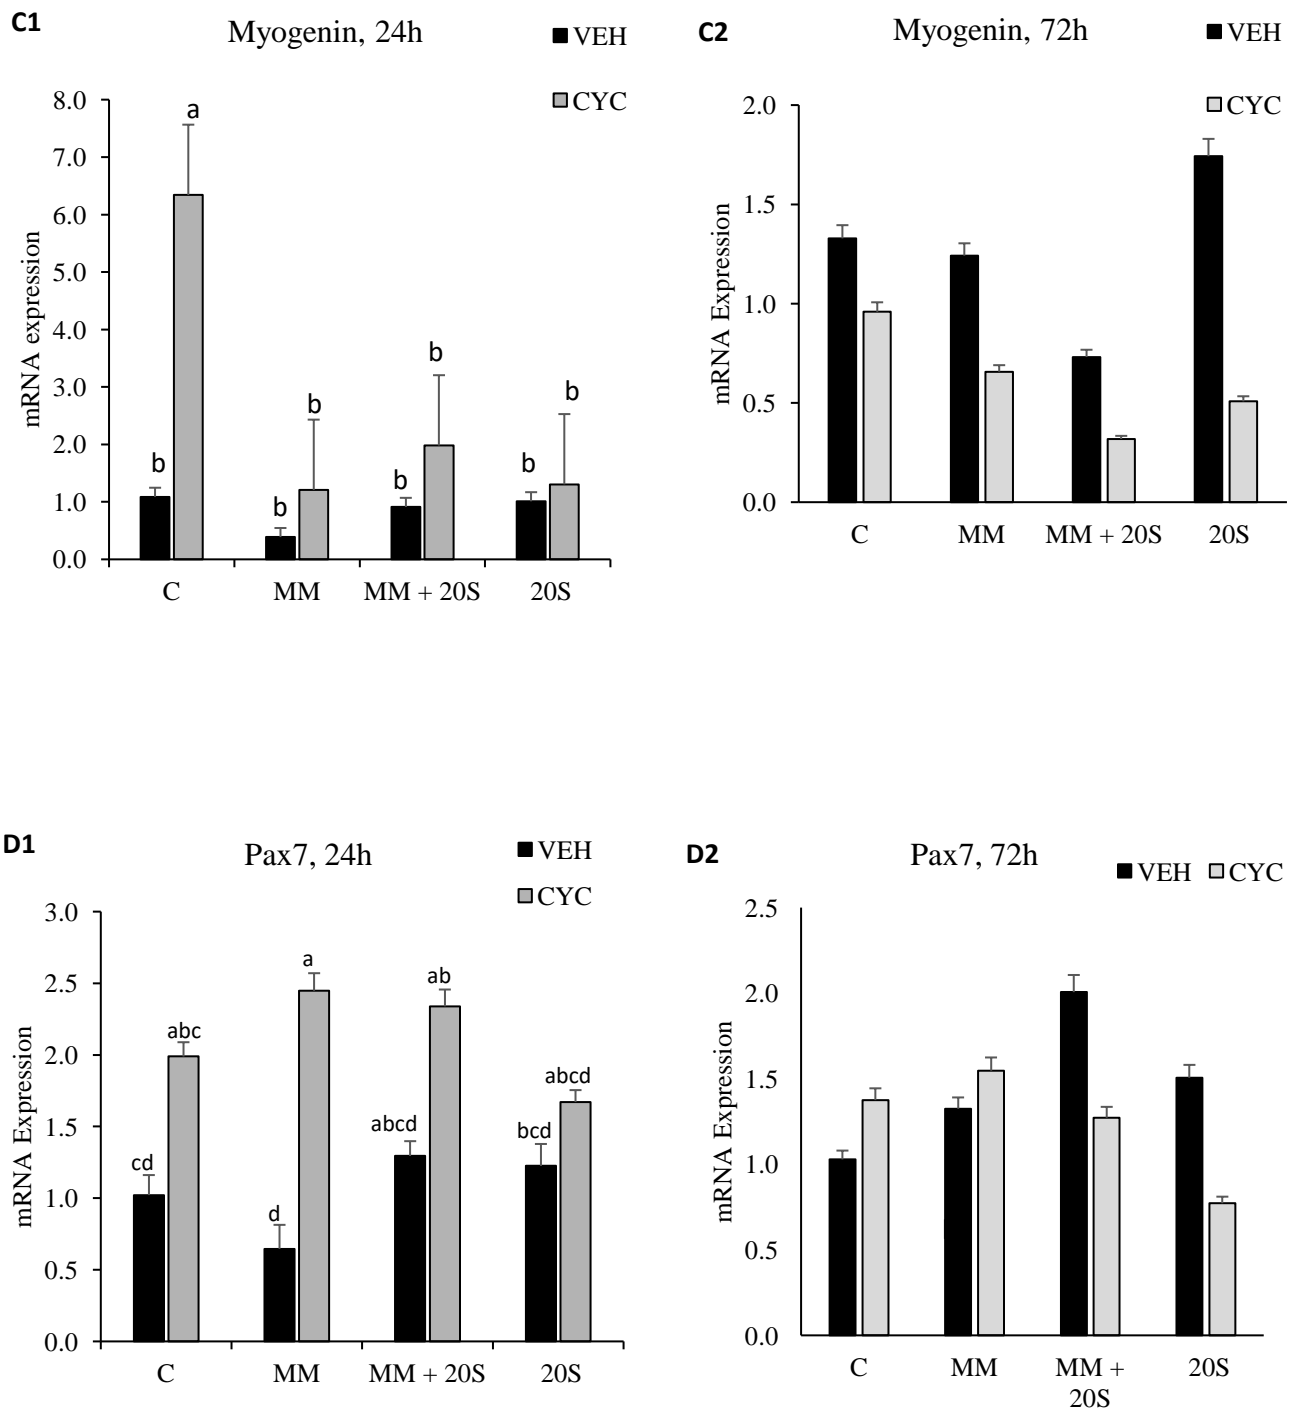 C1
Myogenin, 24h
VEH
CYC
mRNA expression
8.0
7.0
6.0
5.0
4.0
3.0
2.0
1.0
0.0
b
a
b
b
b
b
b
b
C
MM
MM + 20S
20S
C2
Myogenin, 72h
VEH
CYC
mRNA Expression
2.0
1.5
1.0
0.5
0.0
C
MM
MM + 20S
20S
D1
Pax7, 24h
VEH
CYC
mRNA Expression
3.0
2.5
2.0
1.5
1.0
0.5
0.0
cd
abc
d
a
abcd
ab
bcd
abcd
C
MM
MM + 20S
20S
D2
Pax7, 72h
VEH
CYC
mRNA Expression
2.5
2.0
1.5
1.0
0.5
0.0
C
MM
MM +
20S
20S